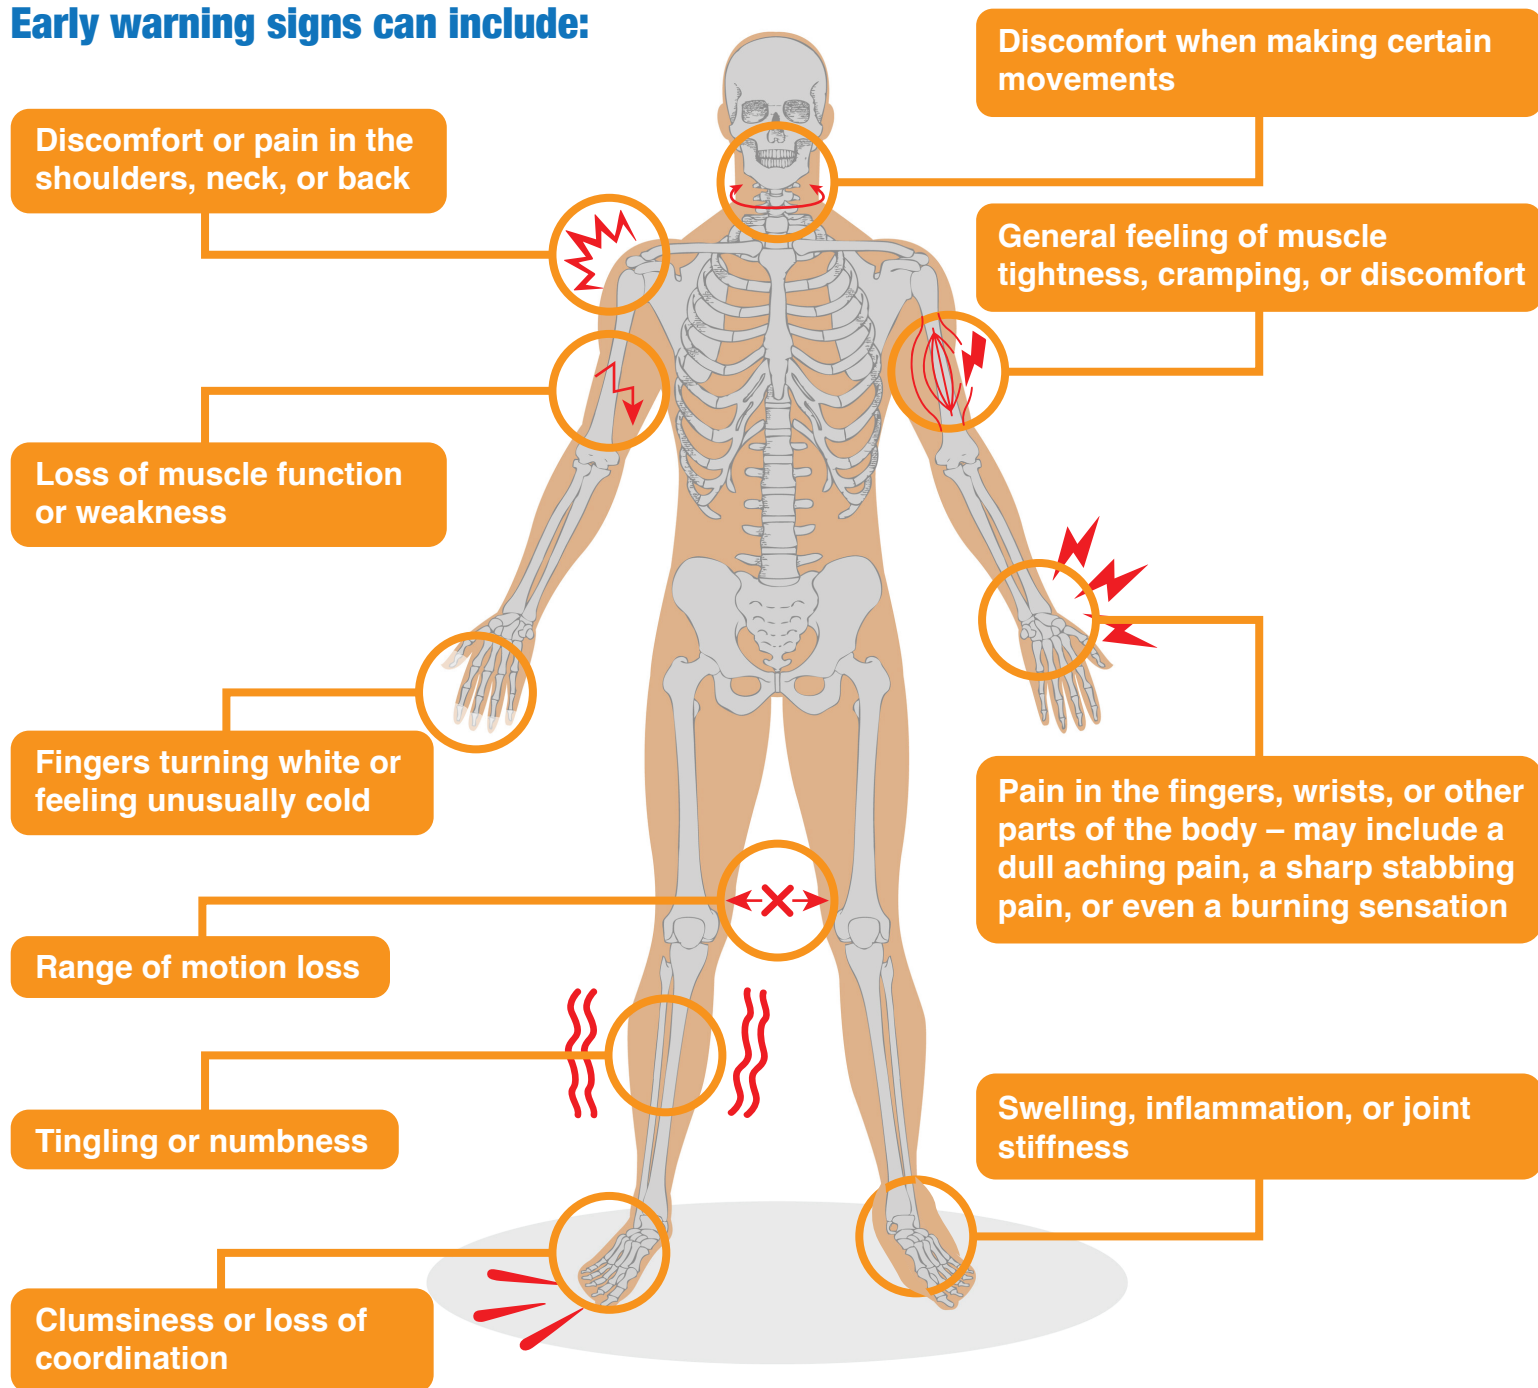 Early warning signs can include:
Discomfort or pain in the
shoulders, neck, or back
Loss of muscle function
or weakness
Fingers turning white or
feeling unusually cold
Range of motion loss
Tingling or numbness
Clumsiness or loss of
coordination
Discomfort when making certain
movements
General feeling of muscle
tightness, cramping, or discomfort
Pain in the fingers, wrists, or other
parts of the body – may include a
dull aching pain, a sharp stabbing
pain, or even a burning sensation
Swelling, inflammation, or joint
stiffness